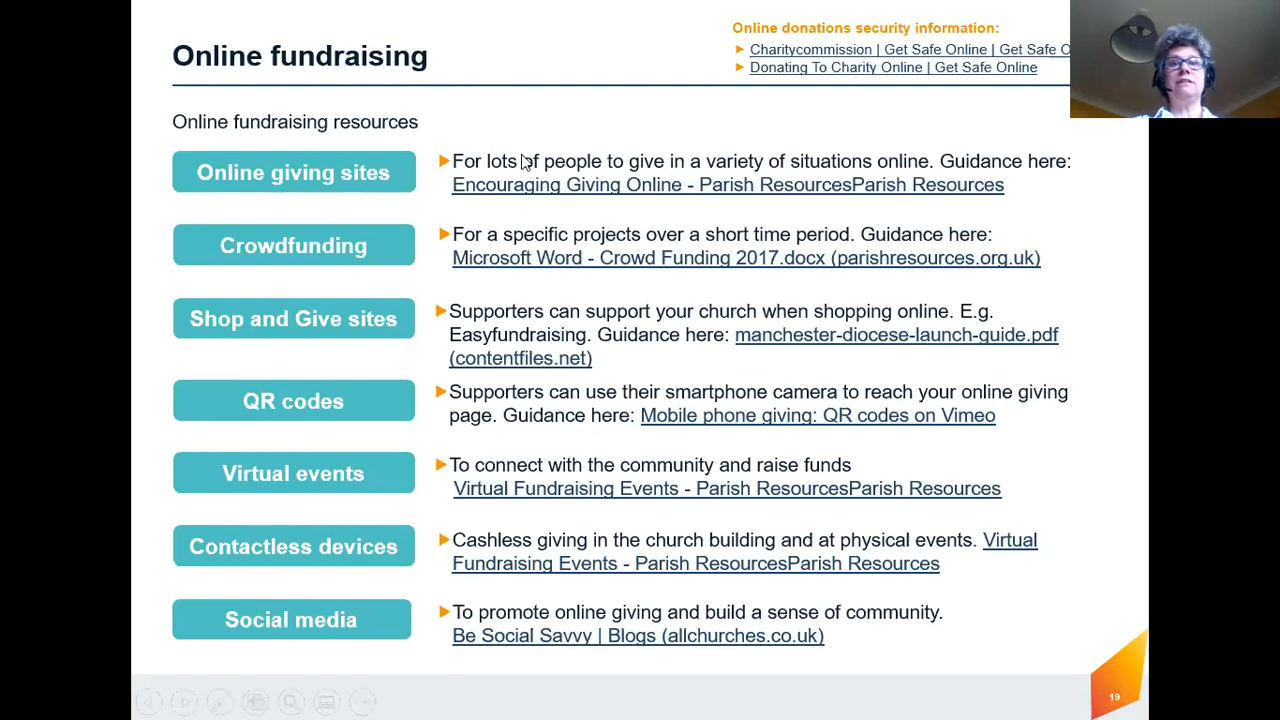 Online fundraising
Online donations security information:
Charitycommission | Get Safe Online | Get Safe O
Donating To Charity Online | Get Safe Online
Online fundraising resources
Online giving sites
For lots of people to give in a variety of situations online. Guidance here:
Encouraging Giving Online - Parish ResourcesParish Resources
Crowdfunding
For a specific projects over a short time period. Guidance here:
Microsoft Word - Crowd Funding 2017.docx (parishresources.org.uk)
Shop and Give sites
Supporters can support your church when shopping online. E.g.
Easyfundraising. Guidance here: manchester-diocese-launch-guide.pdf
(contentfiles.net)
QR codes
Supporters can use their smartphone camera to reach your online giving
page. Guidance here: Mobile phone giving: QR codes on Vimeo
Virtual events
To connect with the community and raise funds
Virtual Fundraising Events - Parish ResourcesParish Resources
Contactless devices
Cashless giving in the church building and at physical events. Virtual
Fundraising Events - Parish ResourcesParish Resources
Social media
To promote online giving and build a sense of community.
Be Social Savvy | Blogs (allchurches.co.uk)
19